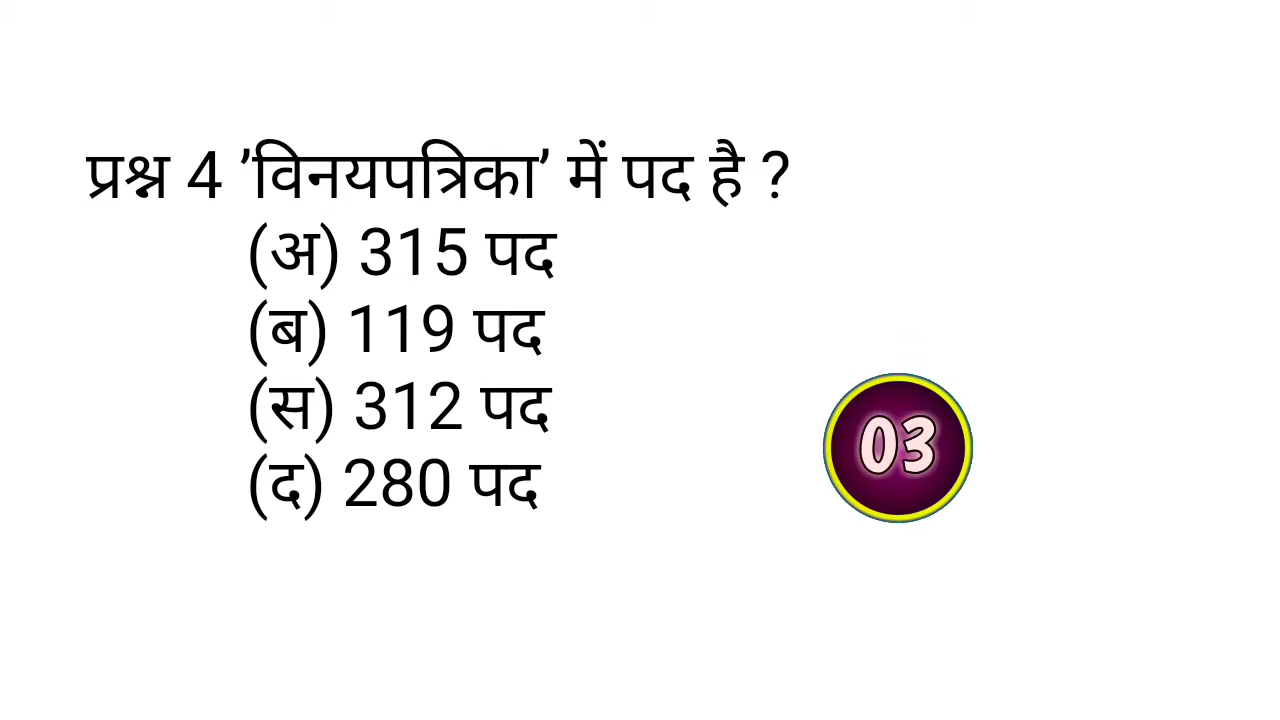 प्रश्न 4 ’विनयपत्रिका’ में पद है ?
(अ) 315 पद
(ब) 119 पद
(स) 312 पद
(द) 280 पद
03